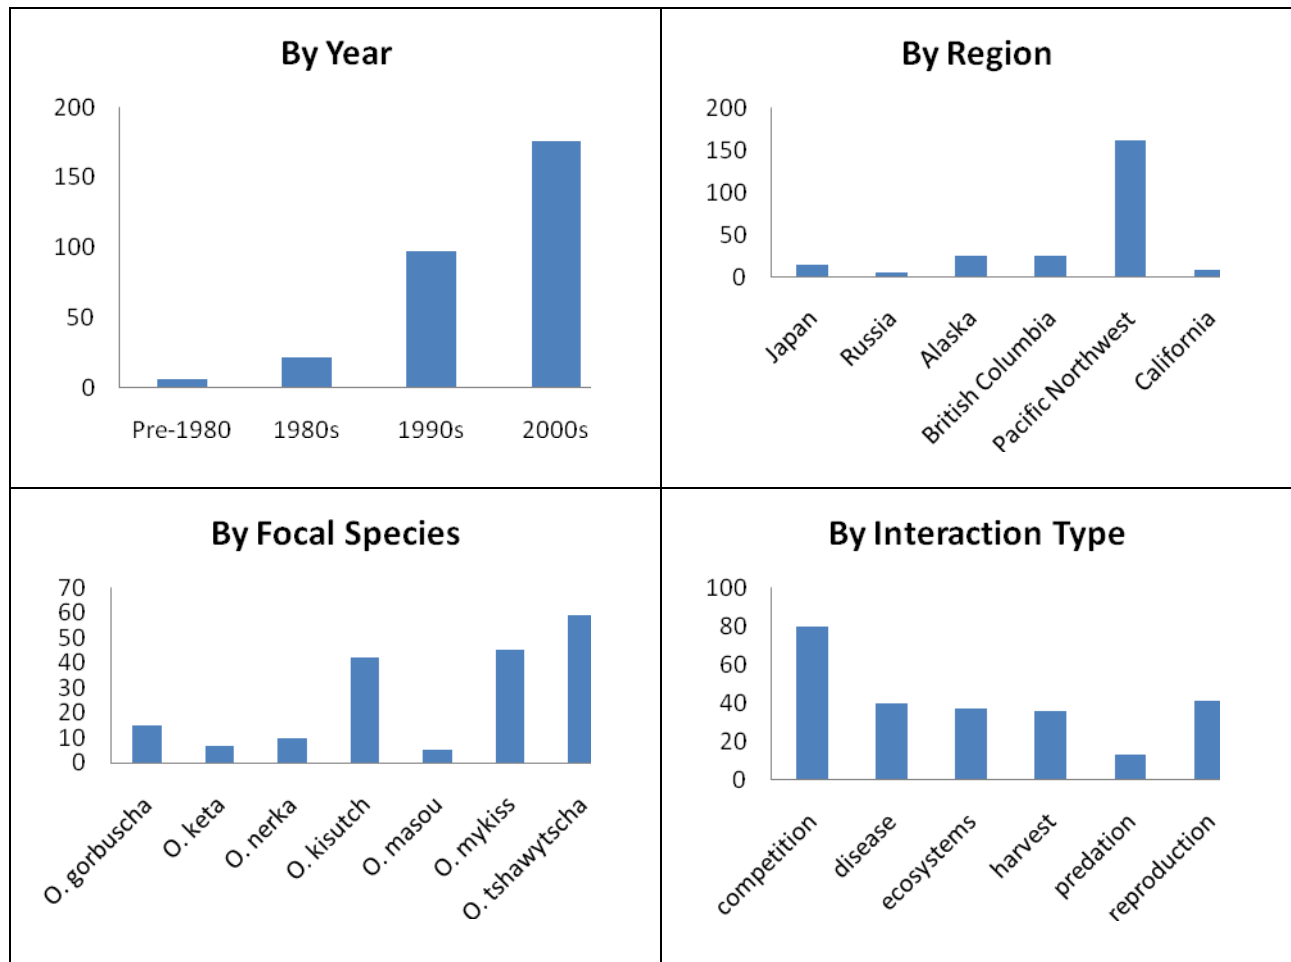 By Year
200
150
100
50
0
Pre-1980 1980s 1990s 2000s
By Region
200
150
100
50
0
Japan
Russia
Alaska
British Columbia
Pacific Northwest
California
By Focal Species
70
60
50
40
30
20
10
0
O. gorbuscha
O. keta
O. nerka
O. kisutch
O. masou
O. mykiss
O. tshawytscha
By Interaction Type
100
80
60
40
20
0
competition
disease
ecosystems
harvest
predation
reproduction